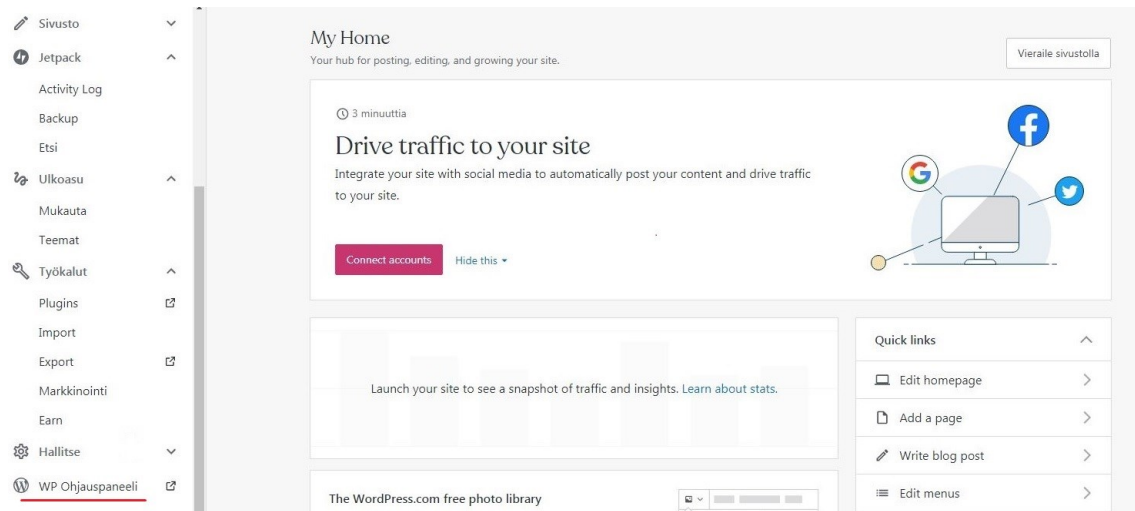 Sivusto
Jetpack
Activity Log
Backup
Etsi
Ulkoasu
Mukauta
Teemat
Työkalut
Plugins
Import
Export
Markkinointi
Earn
Hallitse
WP Ohjauspaneeli
My Home
Your hub for posting, editing, and growing your site.
Vieraile sivustolla
3 minuuttia
Drive traffic to your site
Integrate your site with social media to automatically post your content and drive traffic
to your site.
Connect accounts
Hide this
Launch your site to see a snapshot of traffic and insights. Learn about stats.
The WordPress.com free photo library
Quick links
Edit homepage
Add a page
Write blog post
Edit menus